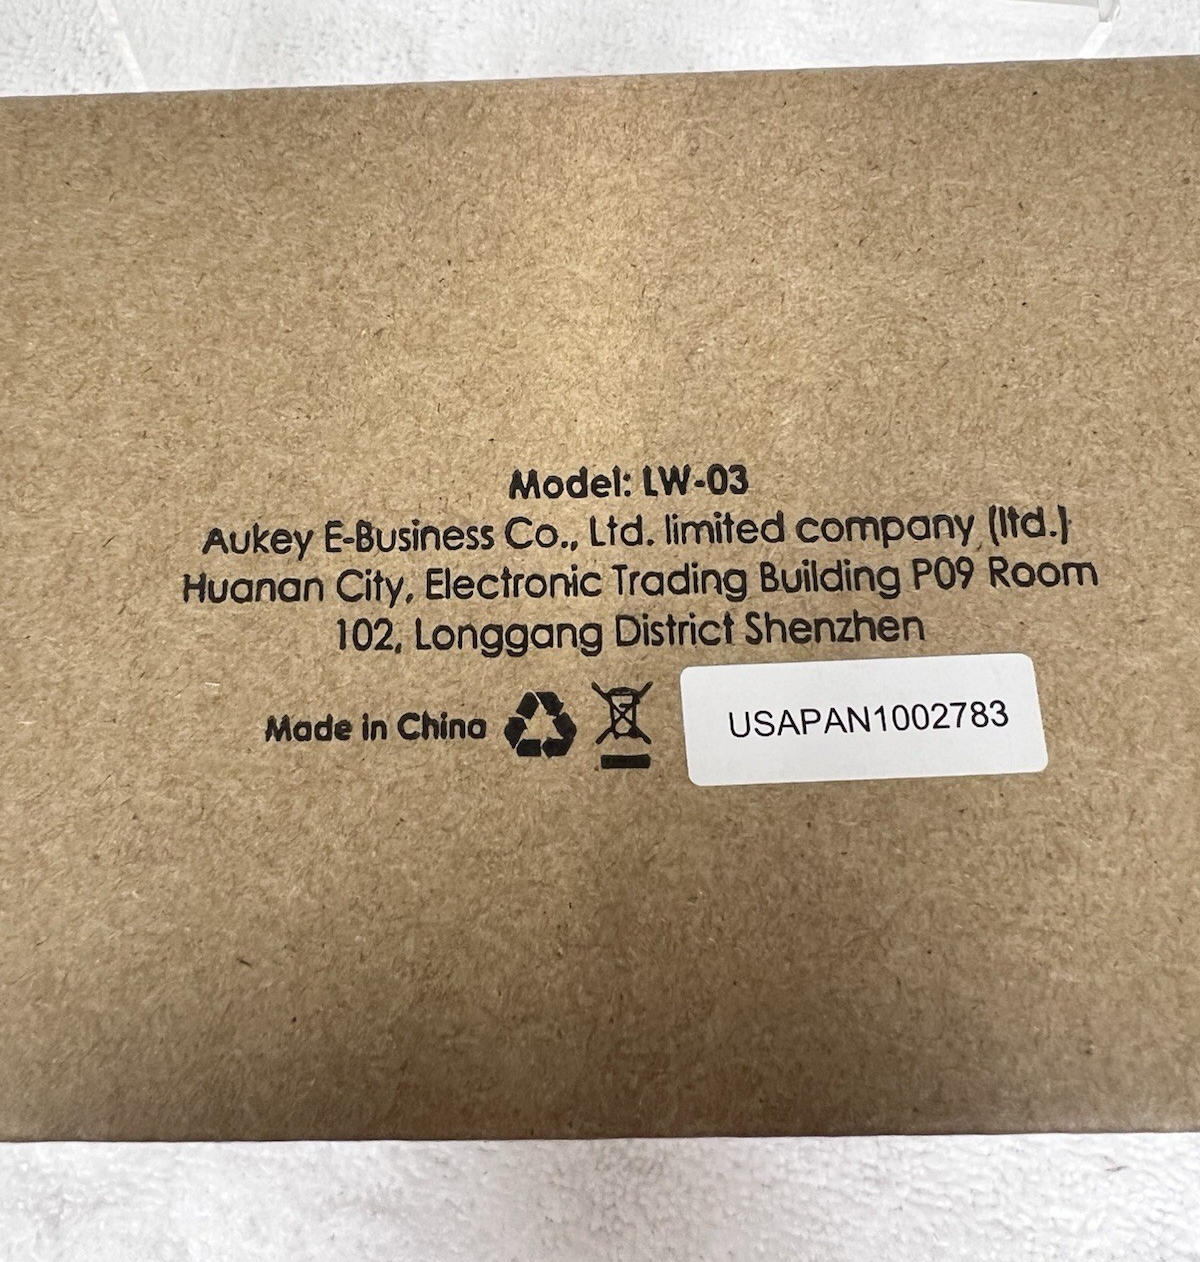 Model: LW-03
Aukey E-Business Co., Ltd. limited company (ltd.)
Huanan City, Electronic Trading Building P09 Room
102, Longgang District Shenzhen
Made in China
USAPAN1002783